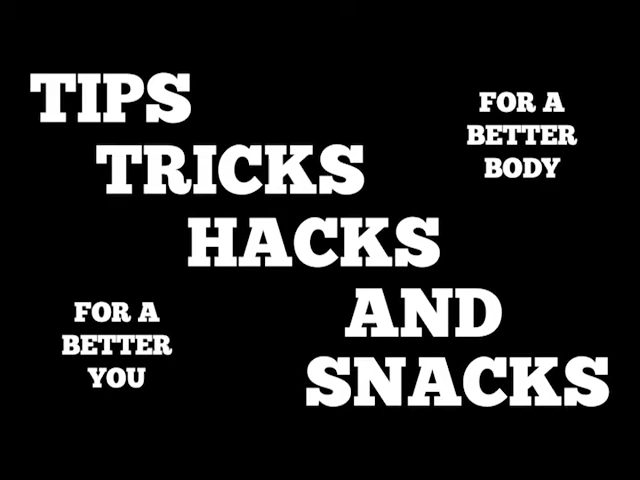 TIPS
TRICKS
HACKS
AND
SNACKS
FOR A
BETTER
BODY
FOR A
BETTER
YOU